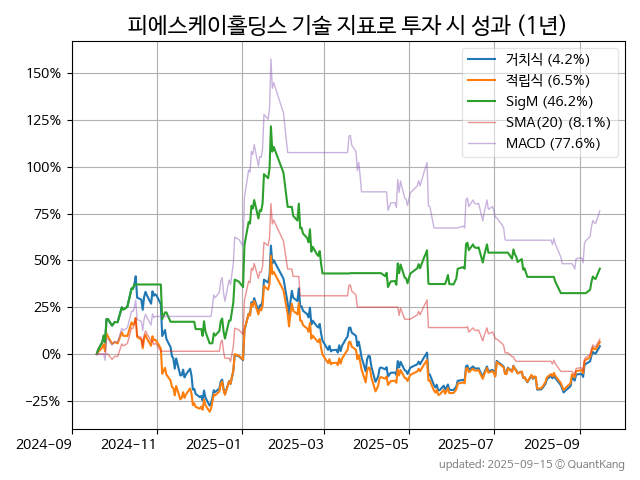 피에스케이홀딩스 기술 지표로 투자 시 성과 (1년)
거치식 (4.2%)
적립식 (6.5%)
SigM (46.2%)
SMA(20) (8.1%)
MACD (77.6%)
150%
125%
100%
75%
50%
25%
0%
−25%
2024-09
2024-11
2025-01
2025-03
2025-05
2025-07
2025-09
updated: 2025-09-15 ⓒ QuantKang